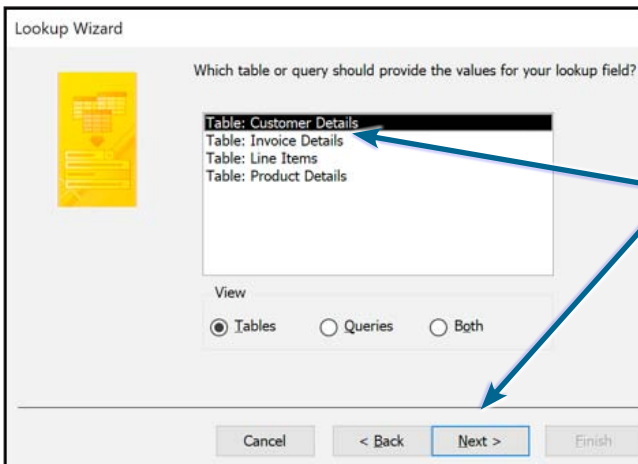 Lookup Wizard
Which table or query should provide the values for your lookup field?
Table: Customer Details
Table: Invoice Details
Table: Line Items
Table: Product Details
View
Tables
Queries
Both
Cancel
< Back
Next >
Finish